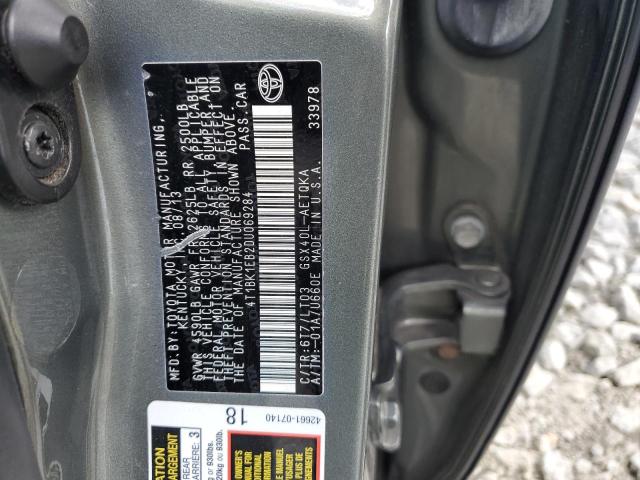 MFD. BY: TOYOTA MOTOR MANUFACTURING,
KENTUCKY, INC. 08/13
GVWR 4500LB GAWR FR 2625LB RR 2500LB
THIS VEHICLE CONFORMS TO ALL APPLICABLE
FEDERAL MOTOR VEHICLE SAFETY, BUMPER, AND
THEFT PREVENTION STANDARDS IN EFFECT ON
THE DATE OF MANUFACTURE SHOWN ABOVE.
4T1BK1EB2DU069284 PASS. CAR
C/TR: 6T7/LT03 GSX40L-AETQKA 33978
A/TM: -01A/U660E MADE IN U.S.A.
42661-07140
18